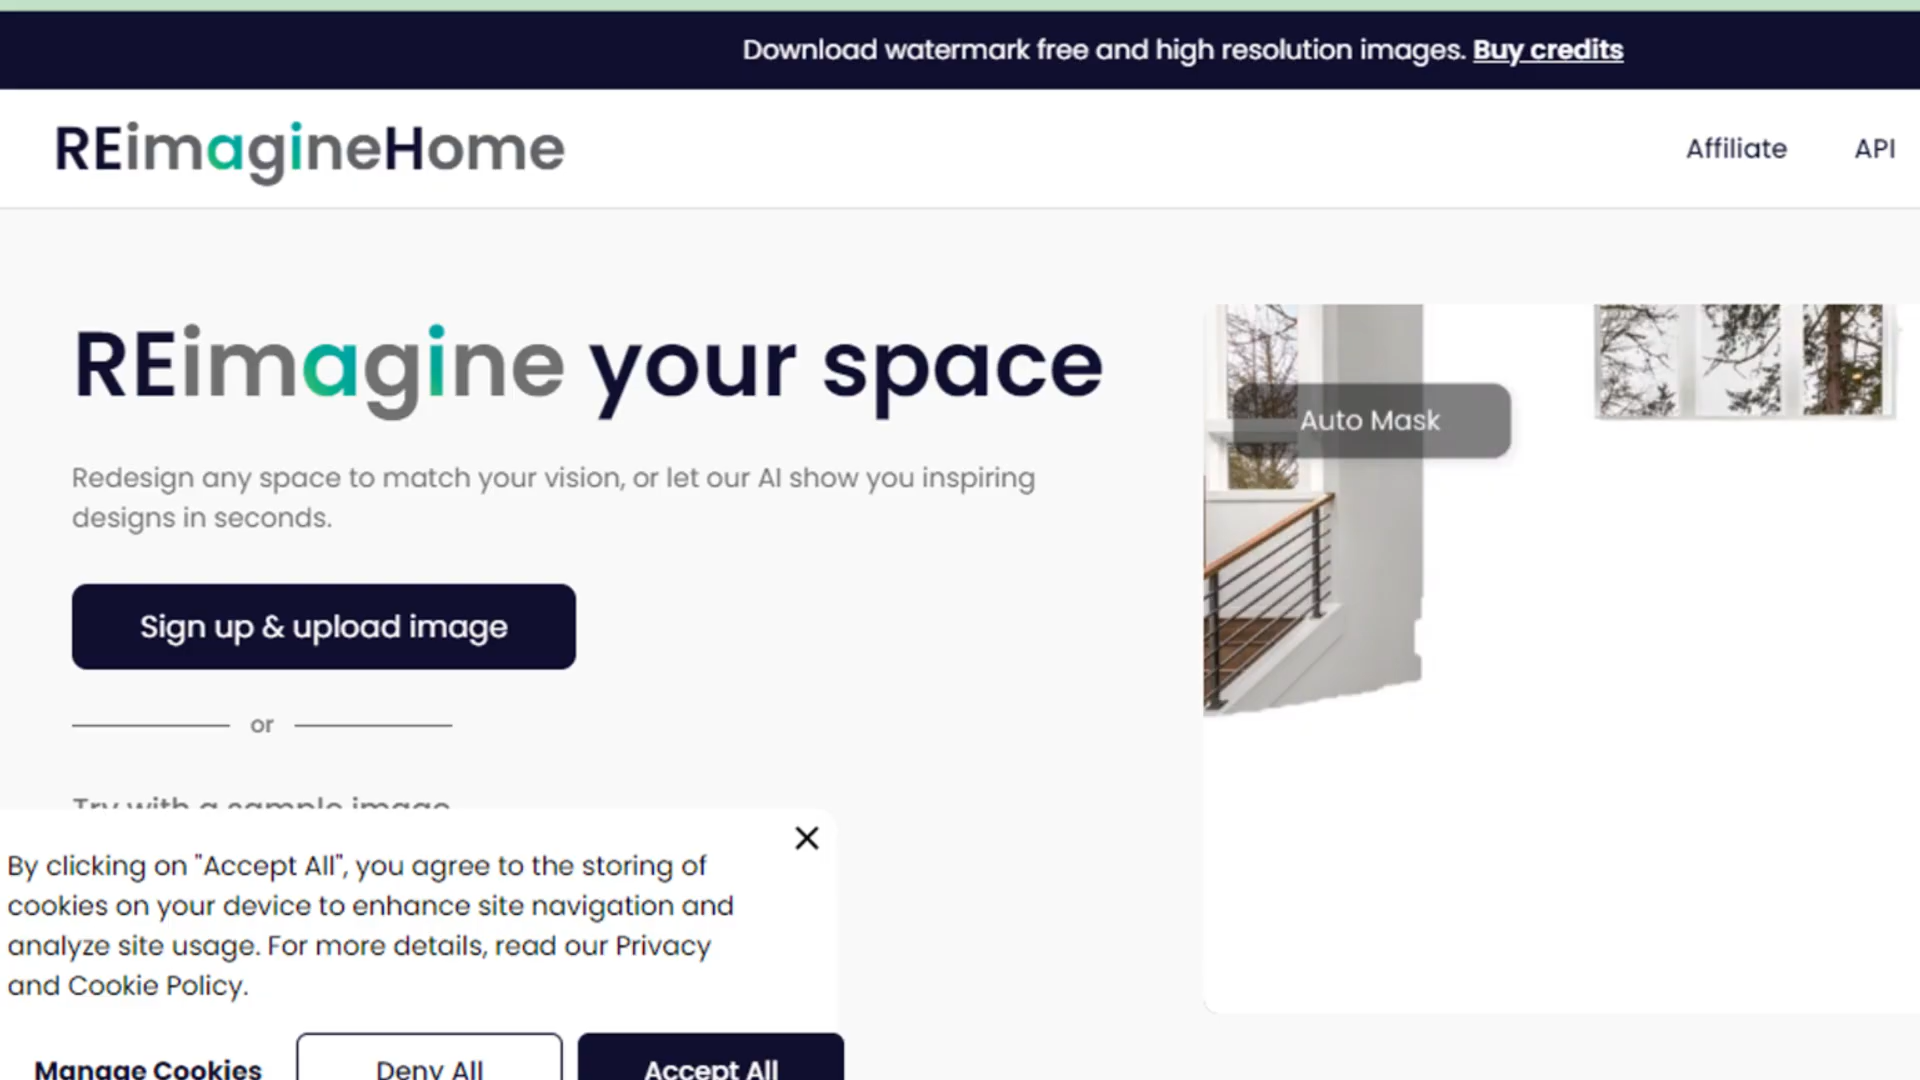 Download watermark free and high resolution images. Buy credits
REimagineHome
Affiliate API
REimagine your space
Auto Mask
Redesign any space to match your vision, or let our AI show you inspiring
designs in seconds.
Sign up & upload image
or
Try with a sample image
By clicking on "Accept All", you agree to the storing of
cookies on your device to enhance site navigation and
analyze site usage. For more details, read our Privacy
and Cookie Policy.
Manage Cookies Deny All Accept All